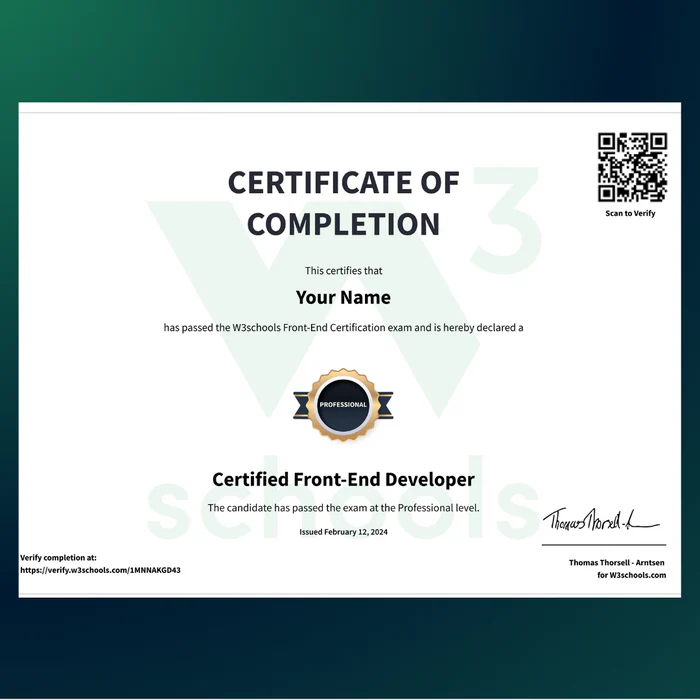 CERTIFICATE OF
COMPLETION
Scan to Verify
This certifies that
Your Name
has passed the W3schools Front-End Certification exam and is hereby declared a
PROFESSIONAL
Certified Front-End Developer
The candidate has passed the exam at the Professional level.
Issued February 12, 2024
W3
schools
Verify completion at:
https://verify.w3schools.com/1MNNAKGD43
Thomas Thorsell-A
Thomas Thorsell - Arntsen
for W3schools.com